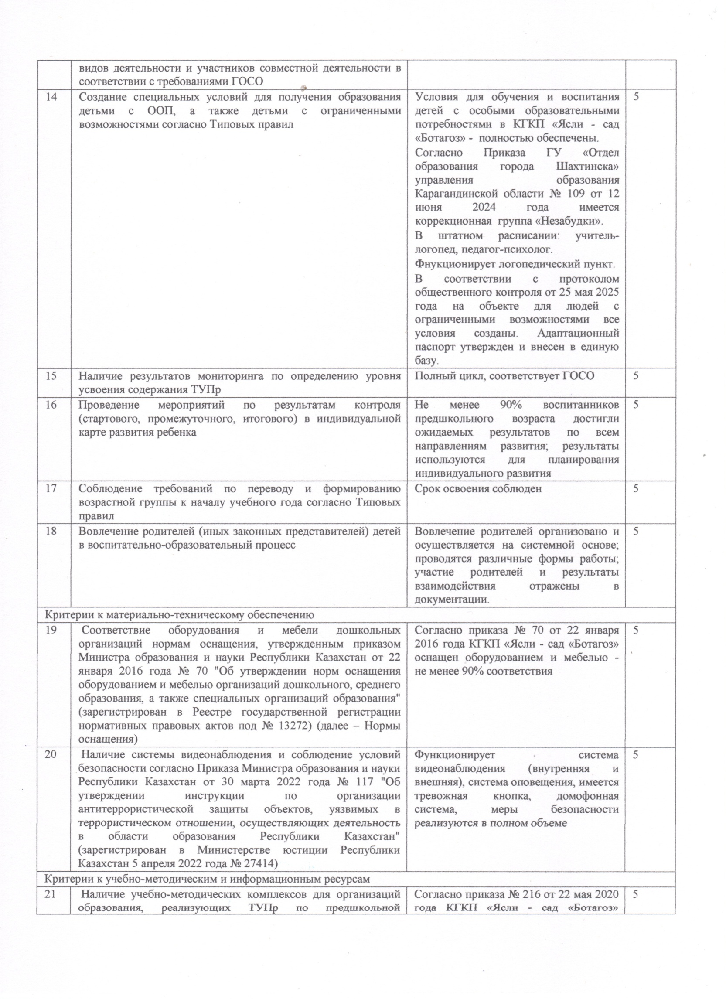 видов деятельности и участников совместной деятельности в
соответствии с требованиями ГОСО
14
Создание специальных условий для получения образования
детьми с ООП, а также детьми с ограниченными
возможностями согласно Типовых правил
Условия для обучения и воспитания
детей с особыми образовательными
потребностями в КГКП «Ясли - сад
«Ботагоз» - полностью обеспечены.
Согласно Приказа ГУ «Отдел
образования города Шахтинска»
управления образования
Карагандинской области № 109 от 12
июня 2024 года имеется
коррекционная группа «Незабудки».
В штатном расписании: учитель-
логопед, педагог-психолог.
Фнукционирует логопедический пункт.
В соответствии с протоколом
общественного контроля от 25 мая 2025
года на объекте для людей с
ограниченными возможностями все
условия созданы. Адаптационный
паспорт утвержден и внесен в единую
базу.
5
15
Наличие результатов мониторинга по определению уровня
усвоения содержания ТУПр
Полный цикл, соответствует ГОСО
5
16
Проведение мероприятий по результатам контроля
(стартового, промежуточного, итогового) в индивидуальной
карте развития ребенка
Не менее 90% воспитанников
предшкольного возраста достигли
ожидаемых результатов по всем
направлениям развития; результаты
используются для планирования
индивидуального развития
5
17
Соблюдение требований по переводу и формированию
возрастной группы к началу учебного года согласно Типовых
правил
Срок освоения соблюден
5
18
Вовлечение родителей (иных законных представителей) детей
в воспитательно-образовательный процесс
Вовлечение родителей организовано и
осуществляется на системной основе;
проводятся различные формы работы;
участие родителей и результаты
взаимодействия отражены в
документации.
5
Критерии к материально-техническому обеспечению
19
Соответствие оборудования и мебели дошкольных
организаций нормам оснащения, утвержденным приказом
Министра образования и науки Республики Казахстан от 22
января 2016 года № 70 "Об утверждении норм оснащения
оборудованием и мебелью организаций дошкольного, среднего
образования, а также специальных организаций образования"
(зарегистрирован в Реестре государственной регистрации
нормативных правовых актов под № 13272) (далее – Нормы
оснащения)
Согласно приказа № 70 от 22 января
2016 года КГКП «Ясли - сад «Ботагоз»
оснащен оборудованием и мебелью -
не менее 90% соответствия
5
20
Наличие системы видеонаблюдения и соблюдение условий
безопасности согласно Приказа Министра образования и науки
Республики Казахстан от 30 марта 2022 года № 117 "Об
утверждении инструкции по организации
антитеррористической защиты объектов, уязвимых в
террористическом отношении, осуществляющих деятельность
в области образования Республики Казахстан"
(зарегистрирован в Министерстве юстиции Республики
Казахстан 5 апреля 2022 года № 27414)
Функционирует система
видеонаблюдения (внутренняя и
внешняя), система оповещения, имеется
тревожная кнопка, домофонная
система, меры безопасности
реализуются в полном объеме
5
Критерии к учебно-методическим и информационным ресурсам
21
Наличие учебно-методических комплексов для организаций
образования, реализующих ТУПр по предшкольной
Согласно приказа № 216 от 22 мая 2020
года КГКП «Ясли - сад «Ботагоз»
5